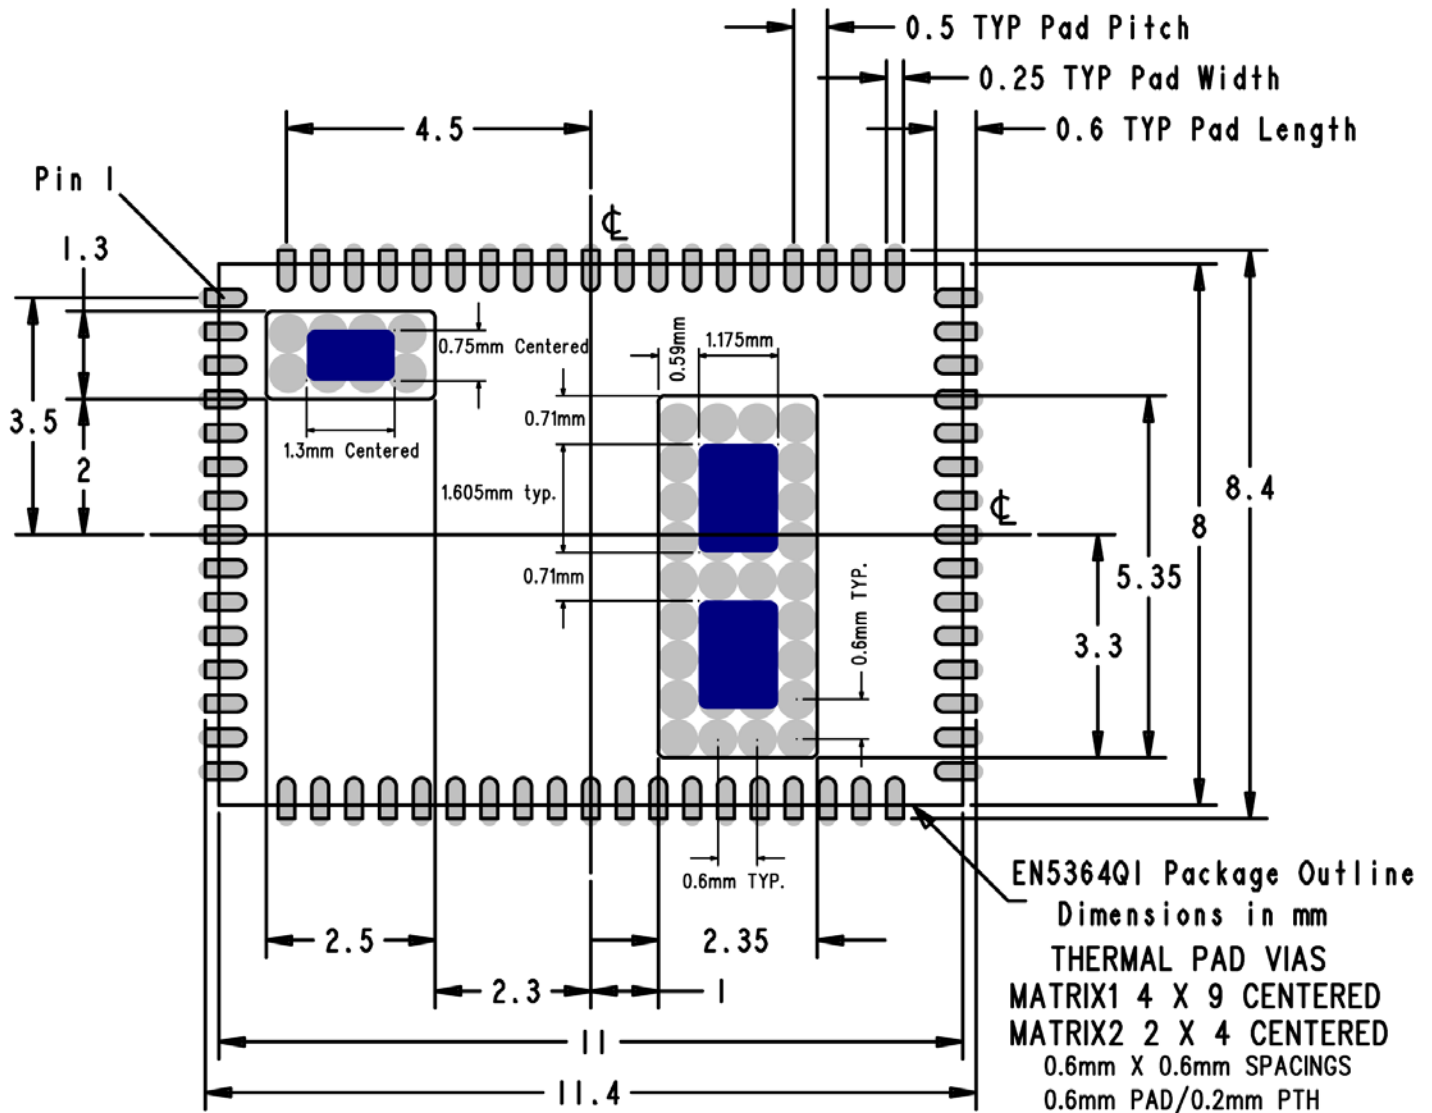 0.5 TYP Pad Pitch
0.25 TYP Pad Width
4.5
0.6 TYP Pad Length
Pin 1
℄
1.3
0.75mm Centered
0.59mm
1.175mm
3.5
0.71mm
1.3mm Centered
2
1.605mm typ.
8.4
℄
8
0.71mm
5.35
0.6mm TYP.
3.3
0.6mm TYP.
EN5364QI Package Outline
Dimensions in mm
2.5
2.35
THERMAL PAD VIAS
2.3
1
MATRIX1 4 X 9 CENTERED
MATRIX2 2 X 4 CENTERED
11
0.6mm X 0.6mm SPACINGS
11.4
0.6mm PAD/0.2mm PTH